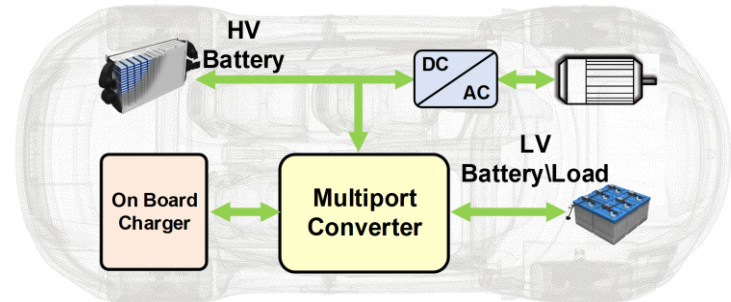 HV
Battery
DC
AC
LV
Battery\Load
On Board
Charger
Multiport
Converter